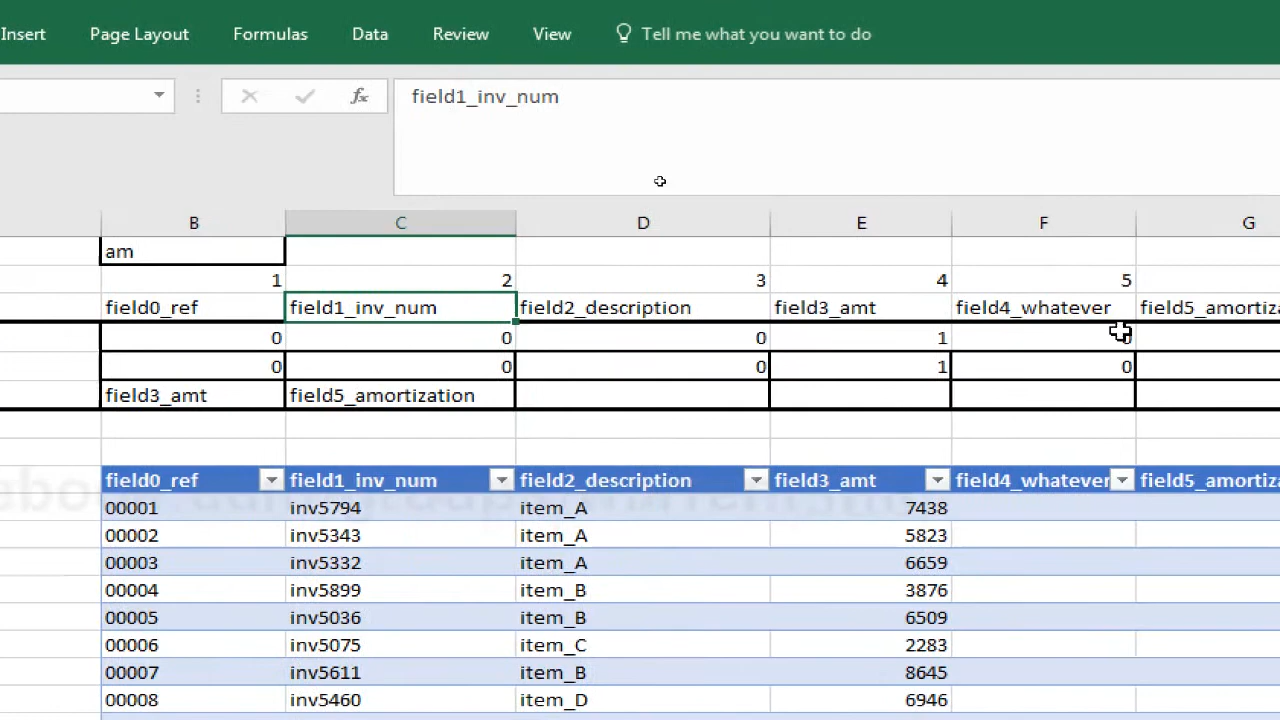 Insert Page Layout Formulas Data Review View Tell me what you want to do
fx field1_inv_num
B C D E F G
am
1 2 3 4 5
field0_ref field1_inv_num field2_description field3_amt field4_whatever field5_amortiza
0 0 0 1
0 0 0 1 0
field3_amt field5_amortization
field0_ref field1_inv_num field2_description field3_amt field4_whatever field5_amortiza
00001 inv5794 item_A 7438
00002 inv5343 item_A 5823
00003 inv5332 item_A 6659
00004 inv5899 item_B 3876
00005 inv5036 item_B 6509
00006 inv5075 item_C 2283
00007 inv5611 item_B 8645
00008 inv5460 item_D 6946